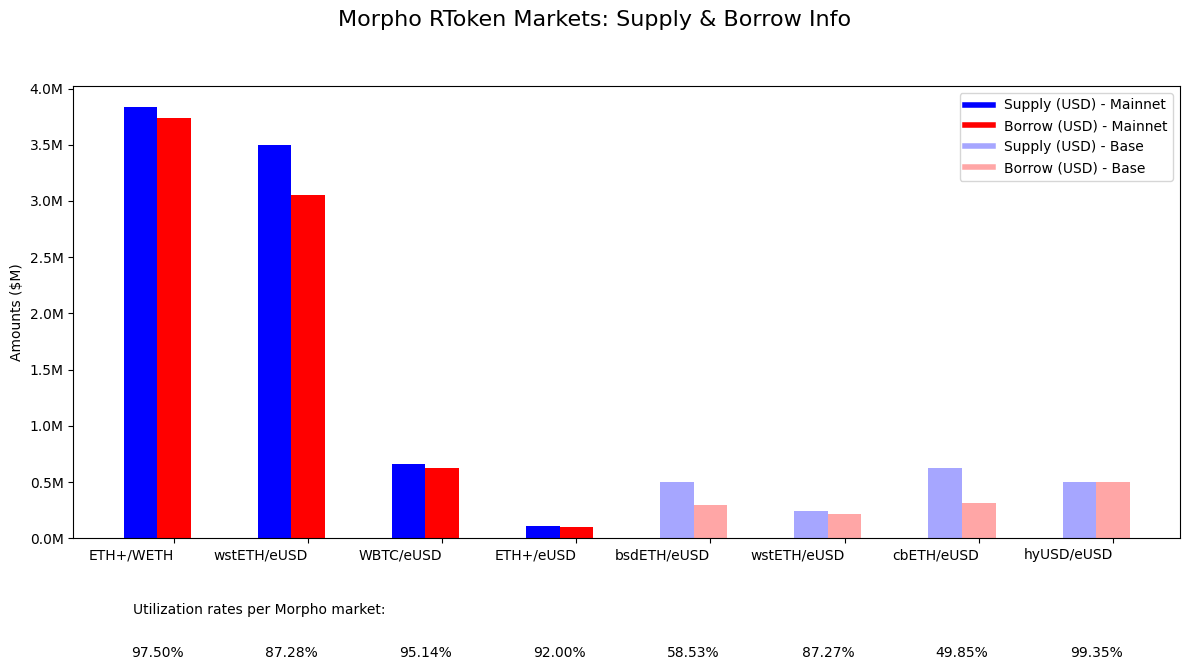 Morpho RToken Markets: Supply & Borrow Info
4.0M
3.5M
3.0M
2.5M
2.0M
1.5M
1.0M
0.5M
0.0M
Amounts ($M)
Supply (USD) - Mainnet
Borrow (USD) - Mainnet
Supply (USD) - Base
Borrow (USD) - Base
ETH+/WETH wstETH/eUSD WBTC/eUSD ETH+/eUSD bsdETH/eUSD wstETH/eUSD cbETH/eUSD hyUSD/eUSD
Utilization rates per Morpho market:
97.50% 87.28% 95.14% 92.00% 58.53% 87.27% 49.85% 99.35%